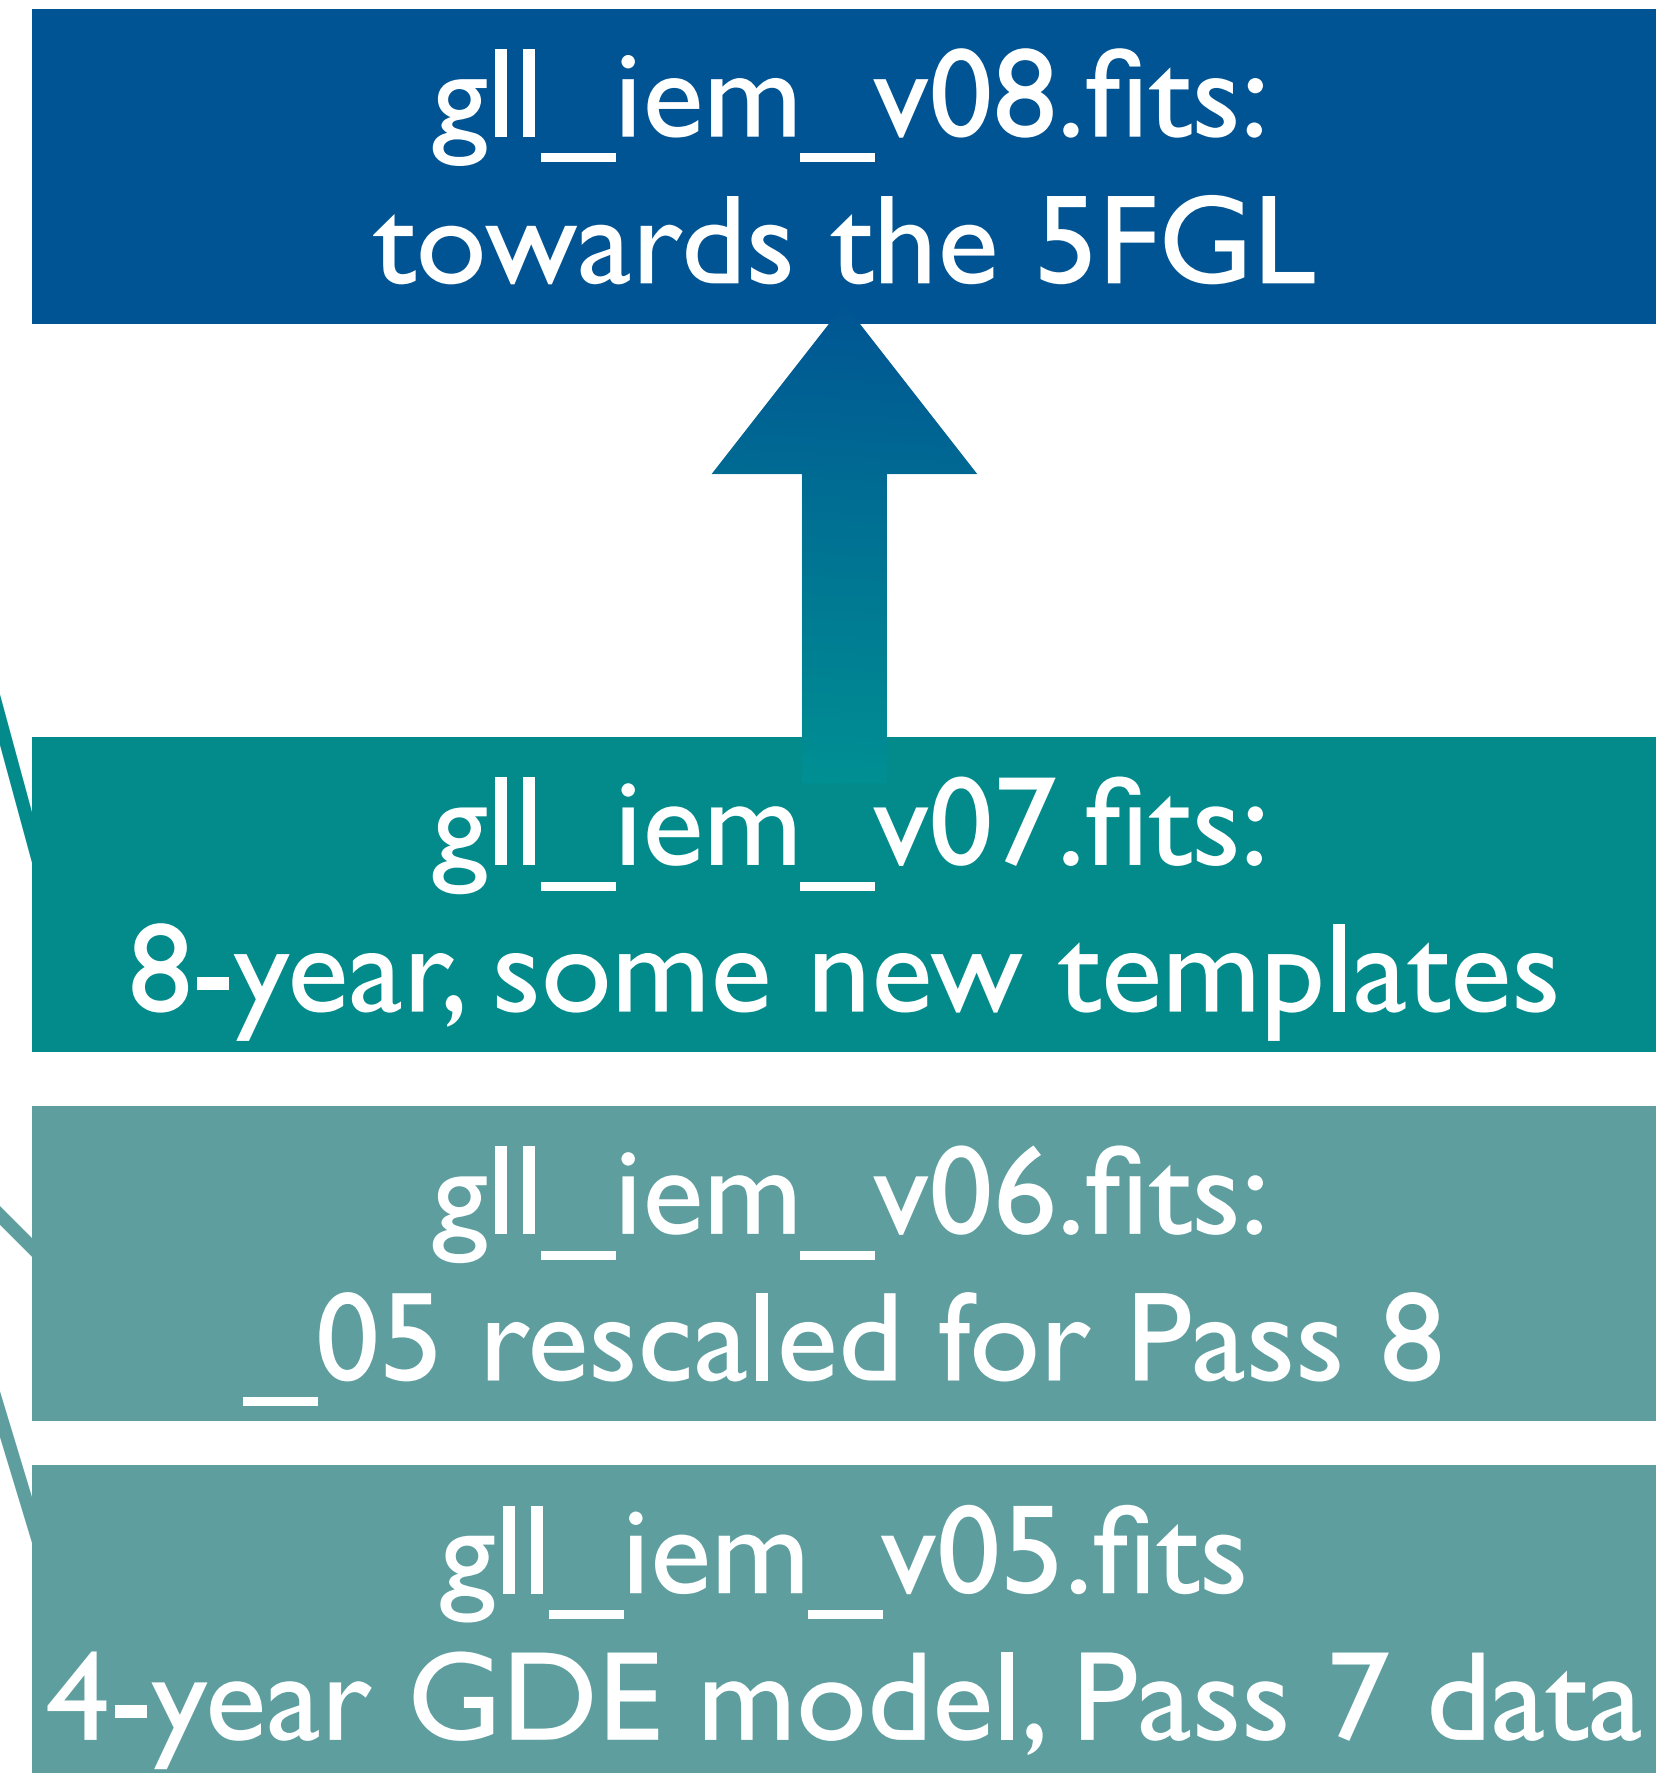 gll_iem_v08.fits:
towards the 5FGL
gll_iem_v07.fits:
8-year, some new templates
gll_iem_v06.fits:
_05 rescaled for Pass 8
gll_iem_v05.fits
4-year GDE model, Pass 7 data